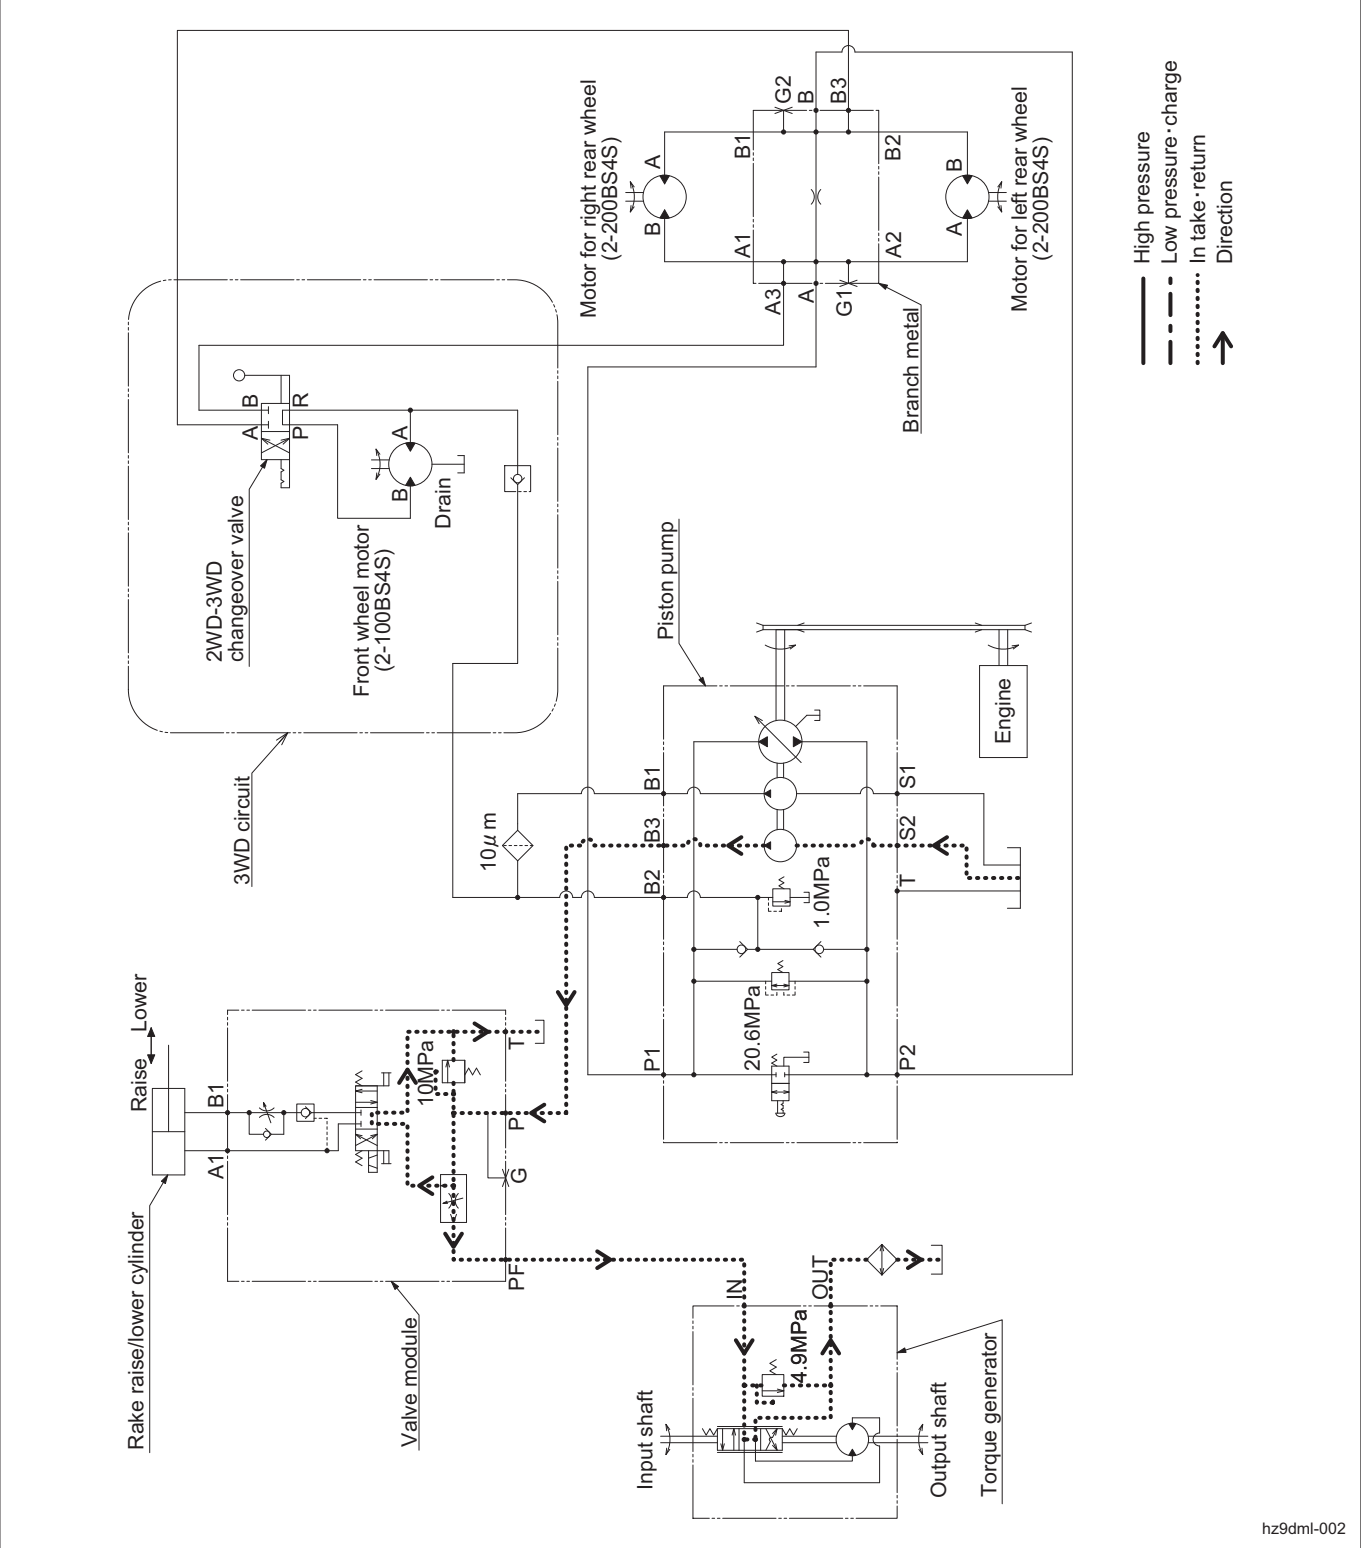 2WD-3WD
changeover valve
A
B
P
R
Front wheel motor
(2-100BS4S)
A
B
Drain
3WD circuit
Motor for right rear wheel
(2-200BS4S)
A
B
B1
G2
B
B3
B2
A1
A3
A
G1
A2
B
A
Motor for left rear wheel
(2-200BS4S)
Branch metal
High pressure
Low pressure・charge
In take・return
Direction
Piston pump
Engine
10μm
B1
B3
B2
P1
S1
S2
T
P2
1.0MPa
20.6MPa
Raise
Lower
B1
A1
Rake raise/lower cylinder
Valve module
10MPa
T
P
G
PF
IN
OUT
4.9MPa
Input shaft
Output shaft
Torque generator
hz9dml-002